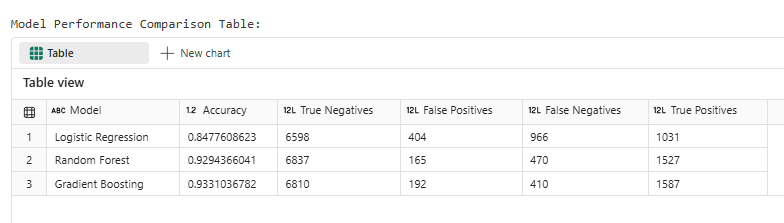 Model Performance Comparison Table:
Table + New chart
Table view
ABC Model 1.2 Accuracy 12L True Negatives 12L False Positives 12L False Negatives 12L True Positives
1 Logistic Regression 0.8477608623 6598 404 966 1031
2 Random Forest 0.9294366041 6837 165 470 1527
3 Gradient Boosting 0.9331036782 6810 192 410 1587